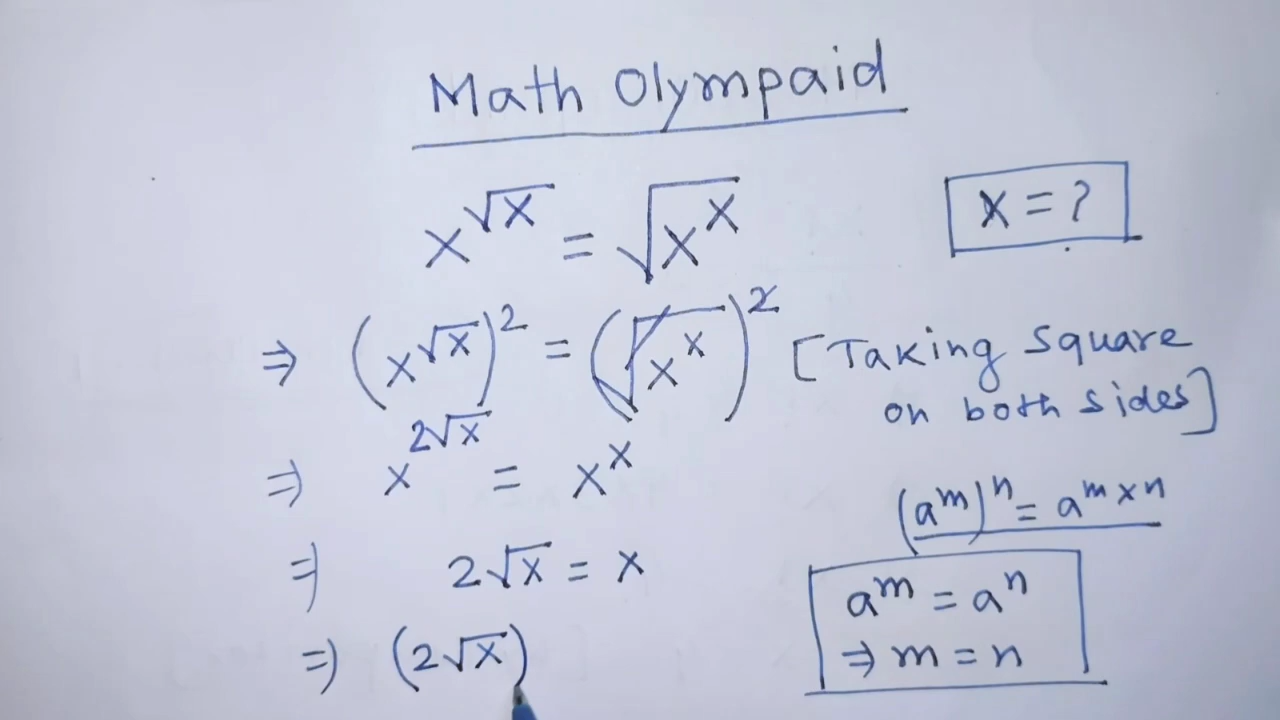 Math Olympaid
x^√x = √(x^x)
x = ?
⇒ (x^√x)^2 = (√(x^x))^2 [Taking Square
on both sides]
⇒ x^(2√x) = x^x
(a^m)^n = a^(m×n)
⇒ 2√x = x
a^m = a^n
⇒ m = n
⇒ (2√x)